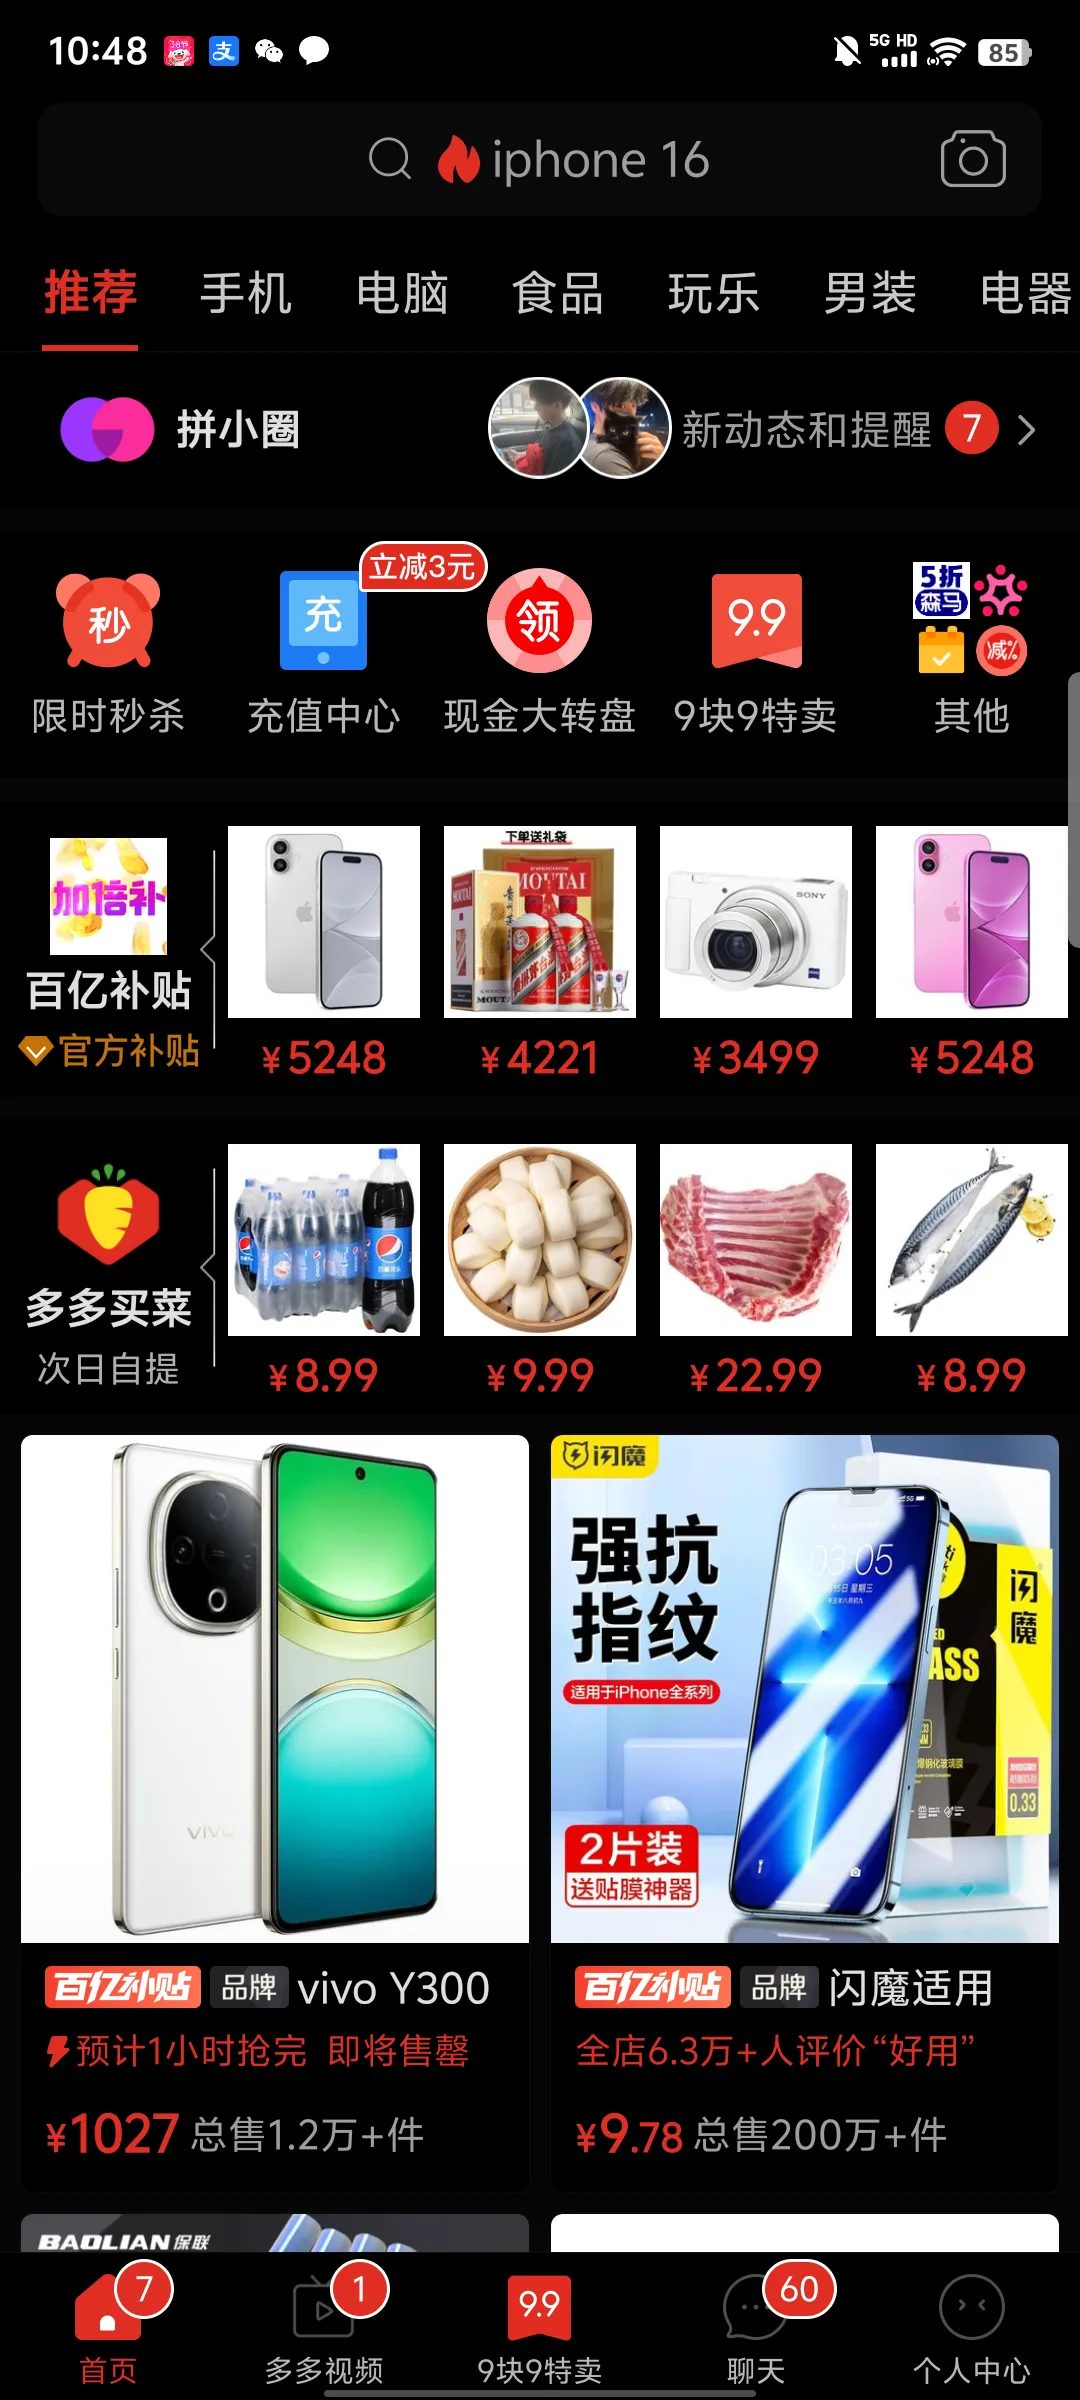 10:48
5G HD
85
iphone 16
推荐 手机 电脑 食品 玩乐 男装 电器
拼小圈
新动态和提醒 7
秒
充
立减3元
领
9.9
5折
森马
减%
限时秒杀 充值中心 现金大转盘 9块9特卖 其他
加倍补
百亿补贴
官方补贴
下单送礼袋
MOUTAI
SONY
¥5248 ¥4221 ¥3499 ¥5248
多多买菜
次日自提
¥8.99 ¥9.99 ¥22.99 ¥8.99
vivo
百亿补贴 品牌 vivo Y300
预计1小时抢完 即将售罄
¥1027 总售1.2万+件
闪魔
强抗
指纹
适用于iPhone全系列
03:05
闪魔
ASS
0.33
2片装
送贴膜神器
百亿补贴 品牌 闪魔适用
全店6.3万+人评价“好用”
¥9.78 总售200万+件
BAOLIAN 保联
7 1 9.9 60
首页 多多视频 9块9特卖 聊天 个人中心